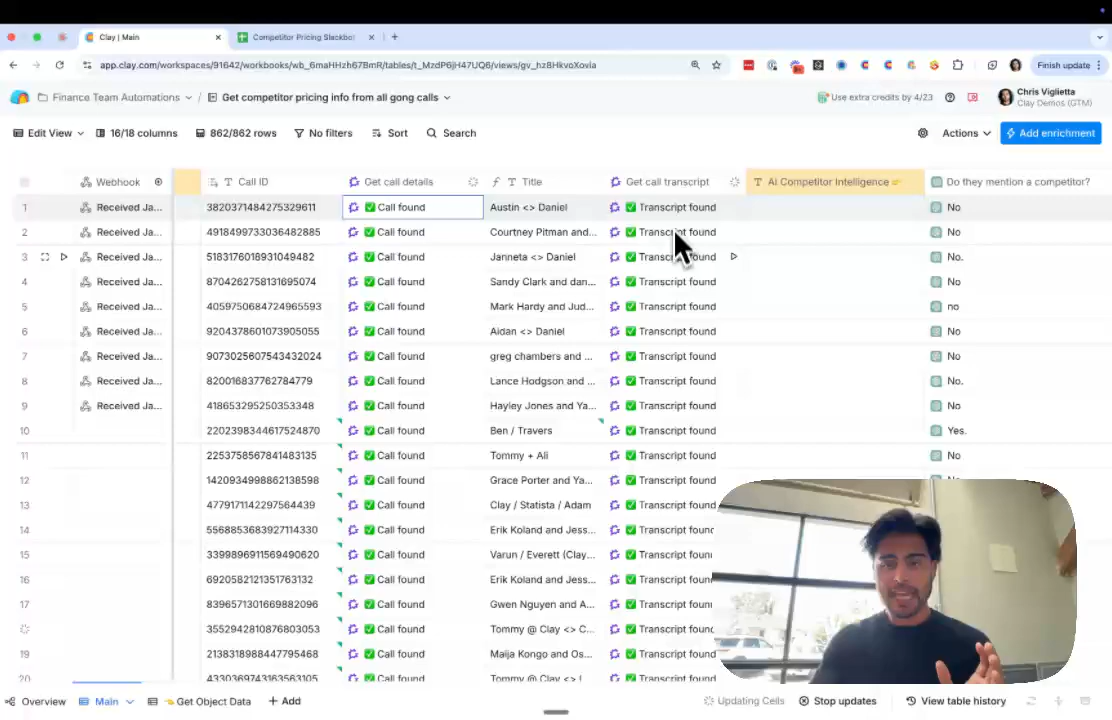 Clay | Main
Competitor Pricing Slackbot
app.clay.com/workspaces/91642/workbooks/wb_6maHHzh67BmR/tables/t_MzdP6jH47UQ6/views/gv_hz8HkvoXovia
Finish update
Finance Team Automations / Get competitor pricing info from all gong calls
Use extra credits by 4/23
Chris Viglietta
Clay Demos (GTM)
Edit View 16/18 columns 862/862 rows No filters Sort Search Actions Add enrichment
Webhook Call ID Get call details Title Get call transcript AI Competitor Intelligence Do they mention a competitor?
1 Received Ja... 3820371484275329611 Call found Austin <> Daniel Transcript found No
2 Received Ja... 4918499733036482885 Call found Courtney Pitman and... Transcript found No
3 Received Ja... 5183176018931049482 Call found Janneta <> Daniel found No.
4 Received Ja... 8704262758131695074 Call found Sandy Clark and dan... Transcript found No
5 Received Ja... 4059750684724965593 Call found Mark Hardy and Jud... Transcript found no
6 Received Ja... 9204378601073905055 Call found Aidan <> Daniel Transcript found No
7 Received Ja... 9073025607543432024 Call found greg chambers and ... Transcript found No
8 Received Ja... 820016837762784779 Call found Lance Hodgson and ... Transcript found No.
9 Received Ja... 418653295250353348 Call found Hayley Jones and Ya... Transcript found No
10 2202398344617524870 Call found Ben / Travers Transcript found Yes.
11 2253758567841483135 Call found Tommy + Ali Transcript found No
12 1420934998862138598 Call found Grace Porter and Ya... Transcript found No
13 4779171142297564439 Call found Clay / Statista / Adam Transcript found
14 5568853683927114330 Call found Erik Koland and Jess... Transcript found
15 3399896911569490620 Call found Varun / Everett (Clay... Transcript found
16 6920582121351763132 Call found Erik Koland and Jess... Transcript found
17 8396571301669882096 Call found Gwen Nguyen and A... Transcript found
3552942810876803053 Call found Tommy @ Clay <> C... Transcript found
19 2138318988447795468 Call found Maija Kongo and Os... Transcript found
20 4330369743163563105 Call found Tommy @ Clay <> Transcript found
Overview Main Get Object Data + Add Updating Cells Stop updates View table history